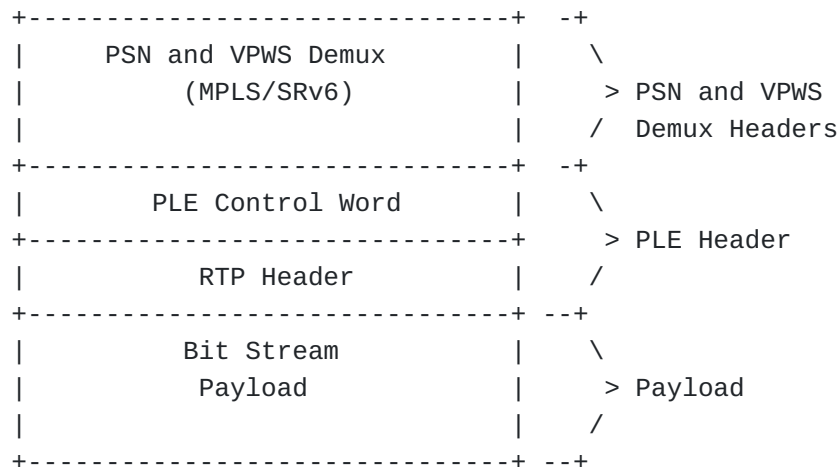 +-------------------------------+  -+
|     PSN and VPWS Demux        |    \
|          (MPLS/SRv6)          |     > PSN and VPWS
|                               |    /  Demux Headers
+-------------------------------+  -+
|        PLE Control Word       |    \
+-------------------------------+     > PLE Header
|           RTP Header          |    /
+-------------------------------+ --+
|          Bit Stream           |    \
|           Payload             |     > Payload
|                               |    /
+-------------------------------+ --+